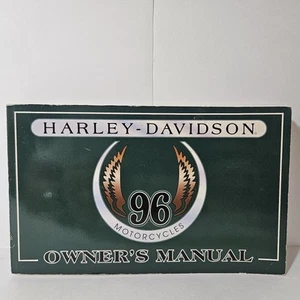 HARLEY-DAVIDSON
96
MOTORCYCLES
OWNER'S MANUAL